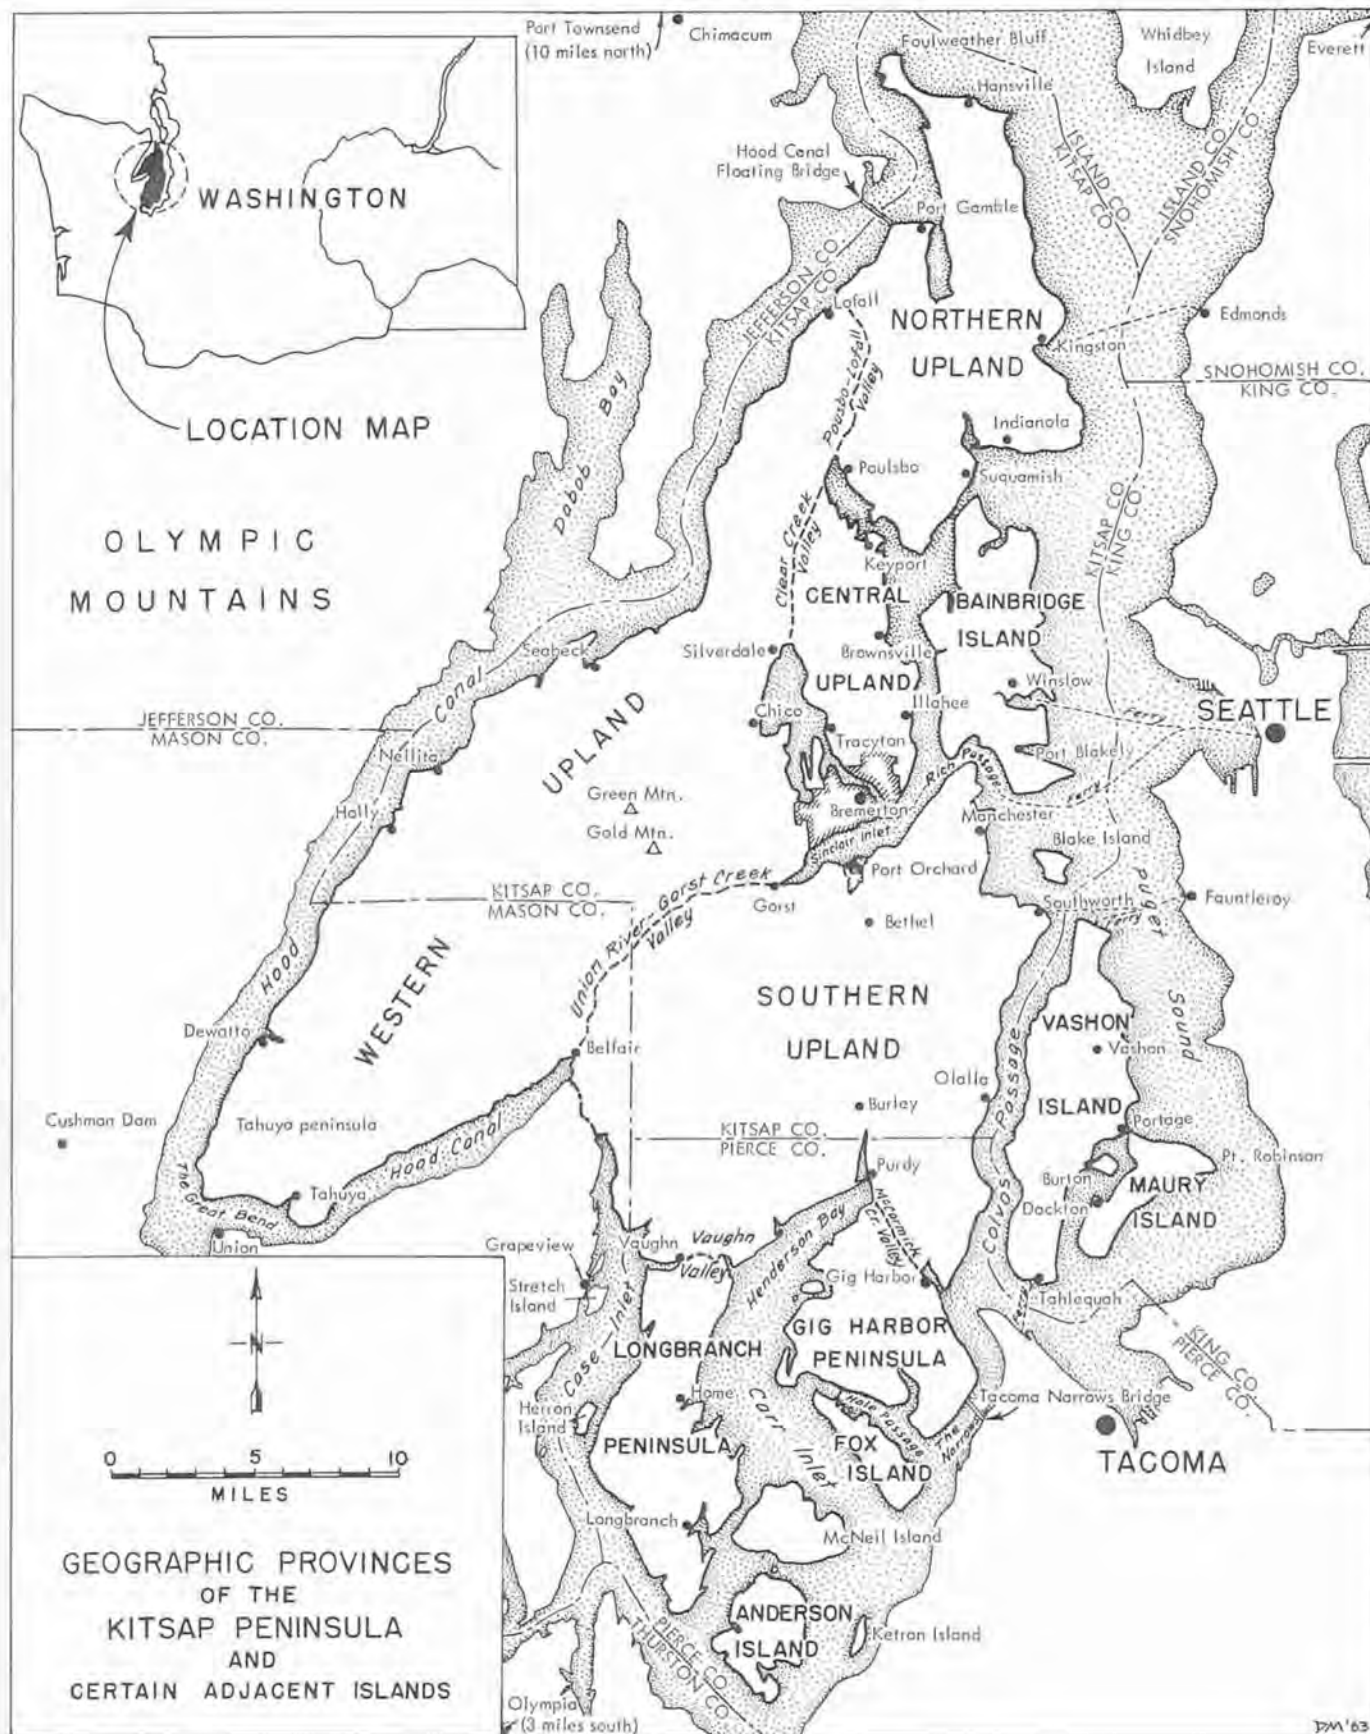 Port Townsend
(10 miles north)
Chimacum
Foulweather Bluff
Whidbey
Island
Everett
Hansville
ISLAND CO
KITSAP CO
ISLAND CO
SNOHOMISH CO
Hood Canal
Floating Bridge
WASHINGTON
Port Gamble
JEFFERSON CO
KITSAP CO
Lofall
NORTHERN
UPLAND
Kingston
Edmonds
SNOHOMISH CO.
KING CO.
LOCATION MAP
Dabob Bay
Poulsbo-Lofall
Valley
Indianola
Poulsbo
Suquamish
OLYMPIC
MOUNTAINS
Clear Creek
Valley
KITSAP CO
KING CO.
Keyport
CENTRAL
UPLAND
BAINBRIDGE
ISLAND
Seabeck
Silverdale
Brownsville
Winslow
JEFFERSON CO.
MASON CO.
Canal
UPLAND
Chico
Illahee
Ferry
SEATTLE
Nellita
Tracyton
Rich Passage
Port Blakely
Green Mtn.
Gold Mtn.
Holly
Bremerton
Sinclair Inlet
Manchester
Ferry
Blake Island
Port Orchard
KITSAP CO.
MASON CO.
Union River-Gorst Creek
Valley
Gorst
Bethel
Southworth
Ferry
Fauntleroy
Puget
Sound
Hood
WESTERN
SOUTHERN
UPLAND
VASHON
ISLAND
Vashon
Dewatto
Belfair
Olalla
Colvos Passage
Cushman Dam
Tahuya peninsula
Hood Canal
Burley
KITSAP CO.
PIERCE CO.
Portage
Pt. Robinson
Purdy
Burton
Dockton
MAURY
ISLAND
The Great Bend
Tahuya
Union
McCormick
Cr. Valley
Grapeview
Vaughn
Vaughn
Valley
Henderson Bay
Gig Harbor
Tahlequah
Ferry
Stretch
Island
Case Inlet
LONGBRANCH
PENINSULA
GIG HARBOR
PENINSULA
KING CO.
PIERCE CO.
N
Home
Herron
Island
Carr Inlet
Hale Passage
Tacoma Narrows Bridge
The
Narrows
FOX
ISLAND
TACOMA
0 5 10
MILES
Longbranch
McNeil Island
GEOGRAPHIC PROVINCES
OF THE
KITSAP PENINSULA
AND
CERTAIN ADJACENT ISLANDS
ANDERSON
ISLAND
Ketron Island
PIERCE CO.
THURSTON CO.
Olympia
(3 miles south)
DM'63